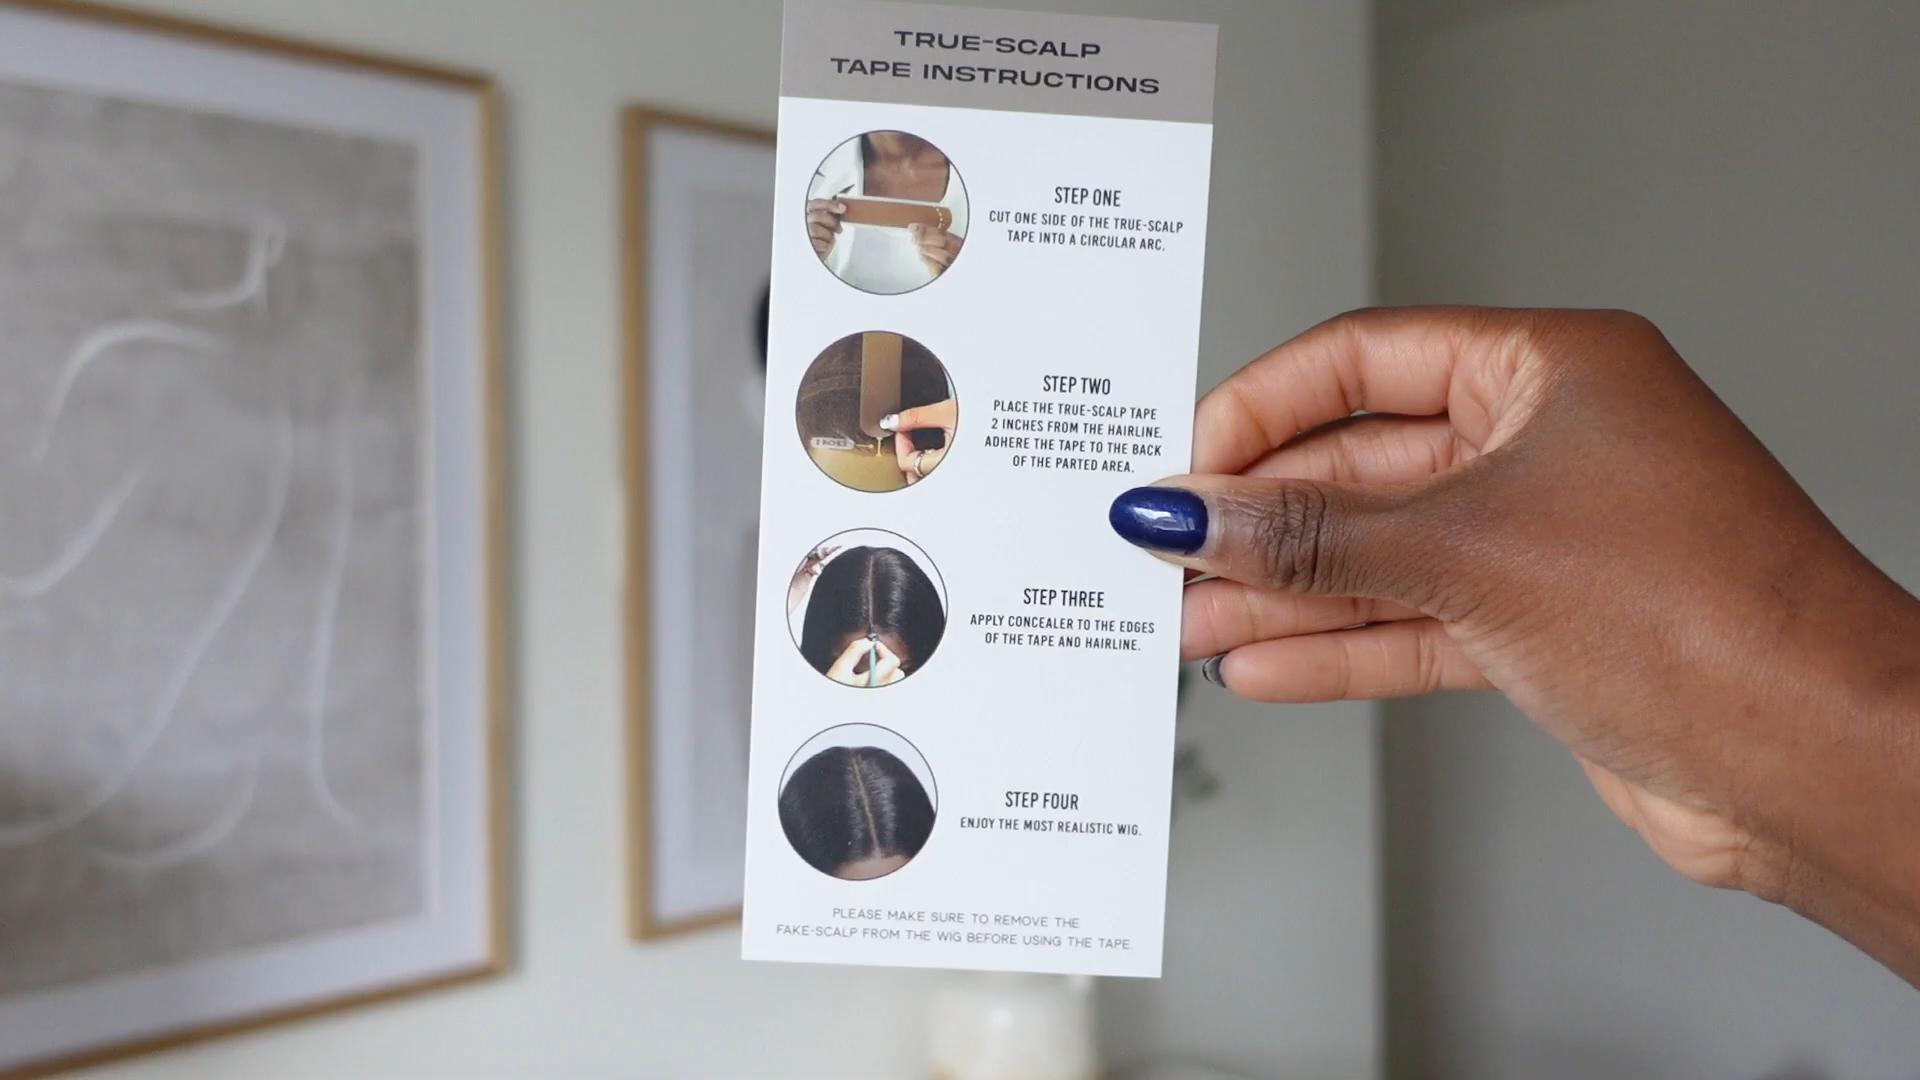 TRUE-SCALP
TAPE INSTRUCTIONS
STEP ONE
CUT ONE SIDE OF THE TRUE-SCALP
TAPE INTO A CIRCULAR ARC.
STEP TWO
PLACE THE TRUE-SCALP TAPE
2 INCHES FROM THE HAIRLINE.
ADHERE THE TAPE TO THE BACK
OF THE PARTED AREA.
STEP THREE
APPLY CONCEALER TO THE EDGES
OF THE TAPE AND HAIRLINE.
STEP FOUR
ENJOY THE MOST REALISTIC WIG.
PLEASE MAKE SURE TO REMOVE THE
FAKE-SCALP FROM THE WIG BEFORE USING THE TAPE.